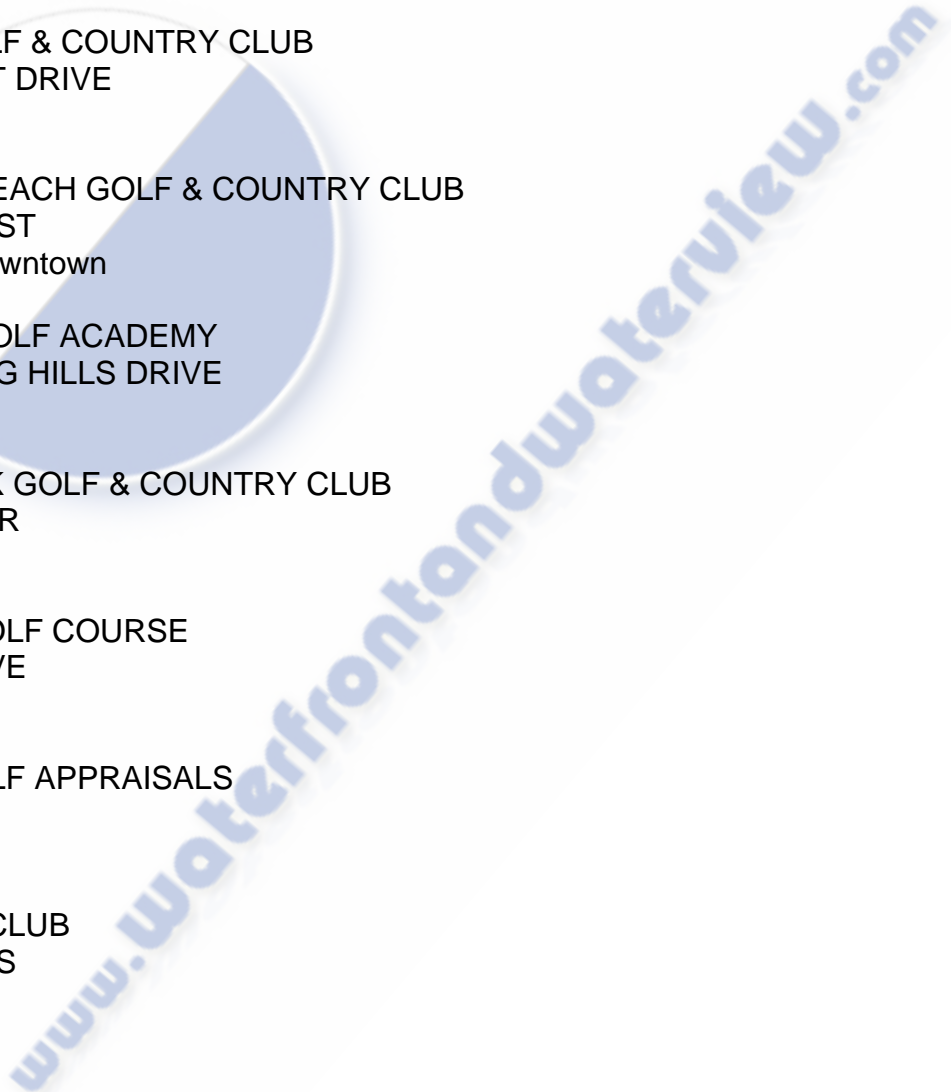 LF & COUNTRY CLUB
T DRIVE
EACH GOLF & COUNTRY CLUB
ST
wntown
OLF ACADEMY
G HILLS DRIVE
K GOLF & COUNTRY CLUB
R
OLF COURSE
VE
LF APPRAISALS
CLUB
S
www.waterfrontandwaterview.com